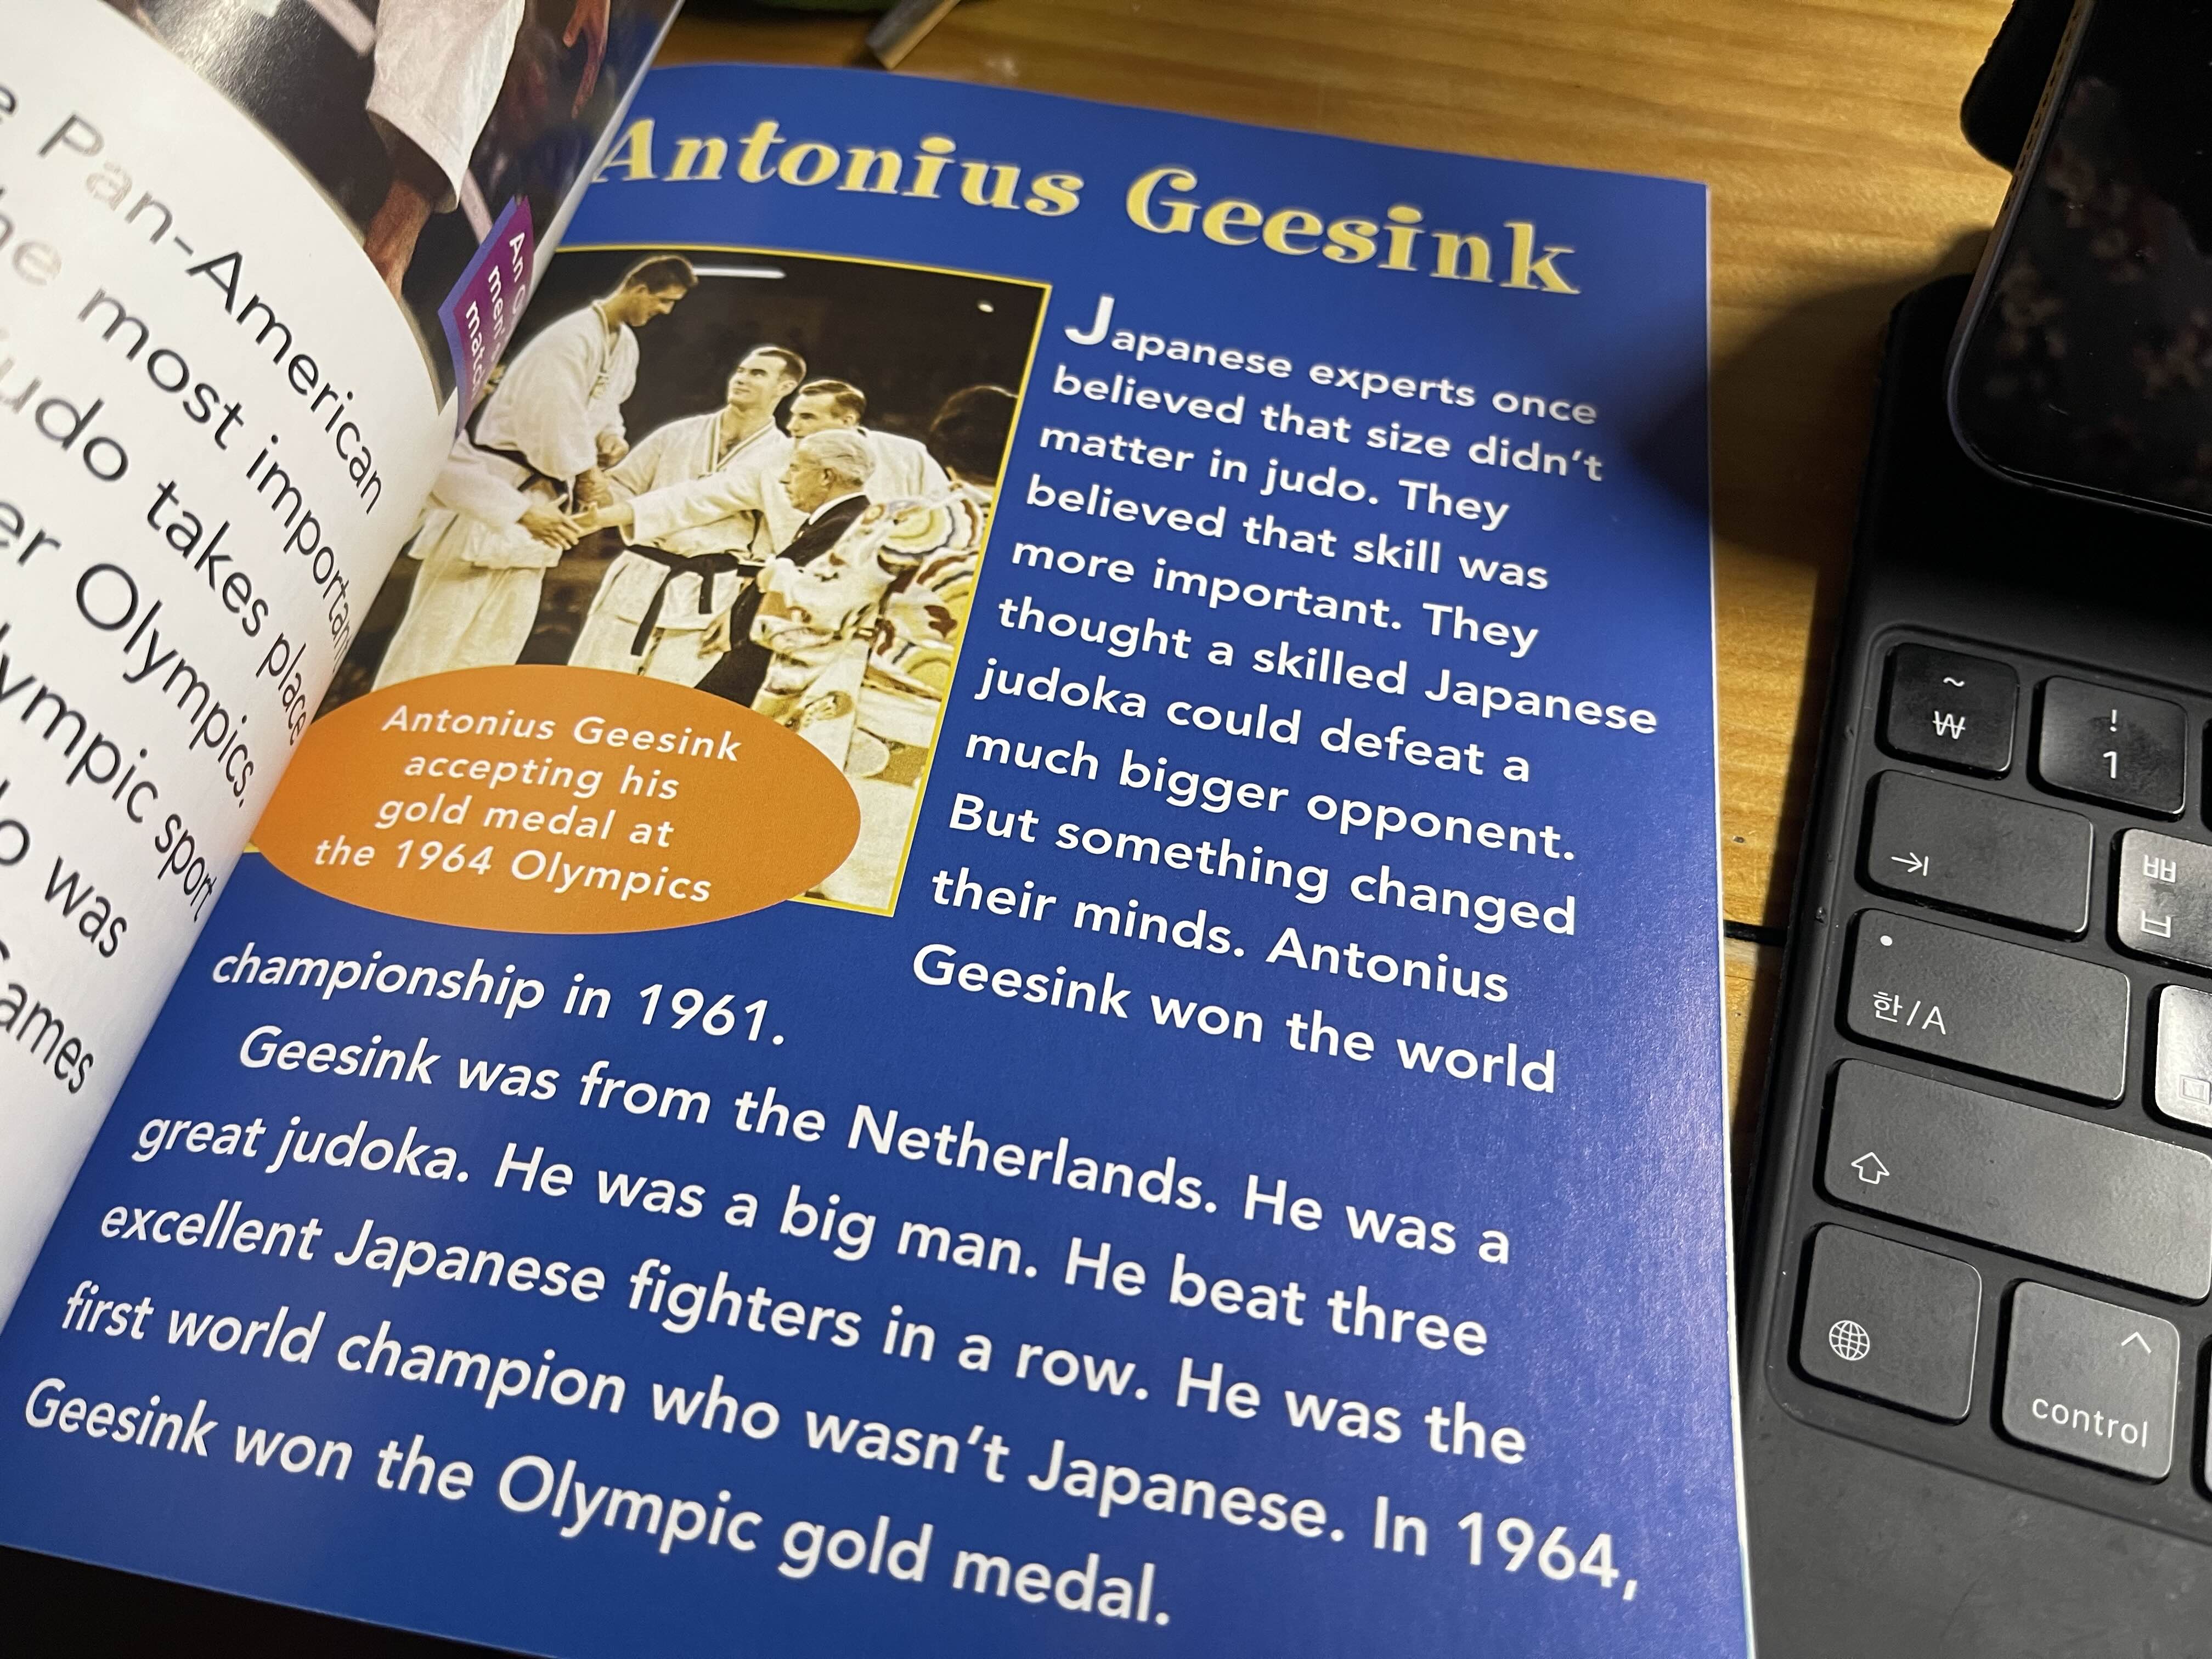 Pan-American
most important
takes place
Olympics.
sport
was
Antonius Geesink
Antonius Geesink
accepting his
gold medal at
the 1964 Olympics
Japanese experts once
believed that size didn't
matter in judo. They
believed that skill was
more important. They
thought a skilled Japanese
judoka could defeat a
much bigger opponent.
But something changed
their minds. Antonius
Geesink won the world
championship in 1961.
Geesink was from the Netherlands. He was a
great judoka. He was a big man. He beat three
excellent Japanese fighters in a row. He was the
first world champion who wasn't Japanese. In 1964,
Geesink won the Olympic gold medal.
~
₩
!
1
ㅃ
ㅂ
한/A
control